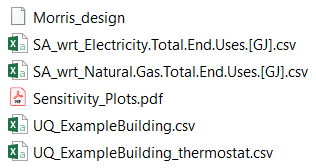 Morris_design
SA_wrt_Electricity.Total.End.Uses.[GJ].csv
SA_wrt_Natural.Gas.Total.End.Uses.[GJ].csv
Sensitivity_Plots.pdf
UQ_ExampleBuilding.csv
UQ_ExampleBuilding_thermostat.csv